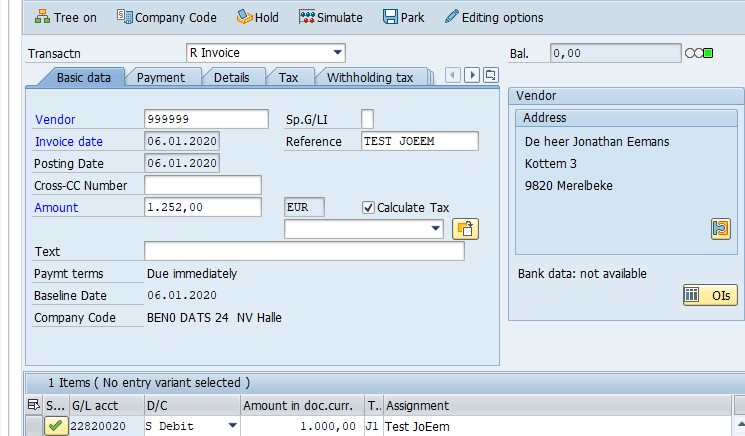 Tree on Company Code Hold Simulate Park Editing options
Transactn R Invoice Bal. 0,00
Basic data Payment Details Tax Withholding tax
Vendor 999999 Sp.G/LI
Invoice date 06.01.2020 Reference TEST JOEEM
Posting Date 06.01.2020
Cross-CC Number
Amount 1.252,00 EUR Calculate Tax
Text
Paymt terms Due immediately
Baseline Date 06.01.2020
Company Code BEN0 DATS 24 NV Halle
Vendor
Address
De heer Jonathan Eemans
Kottem 3
9820 Merelbeke
Bank data: not available
OIs
1 Items ( No entry variant selected )
S... G/L acct D/C Amount in doc.curr. T.. Assignment
22820020 S Debit 1.000,00 J1 Test JoEem